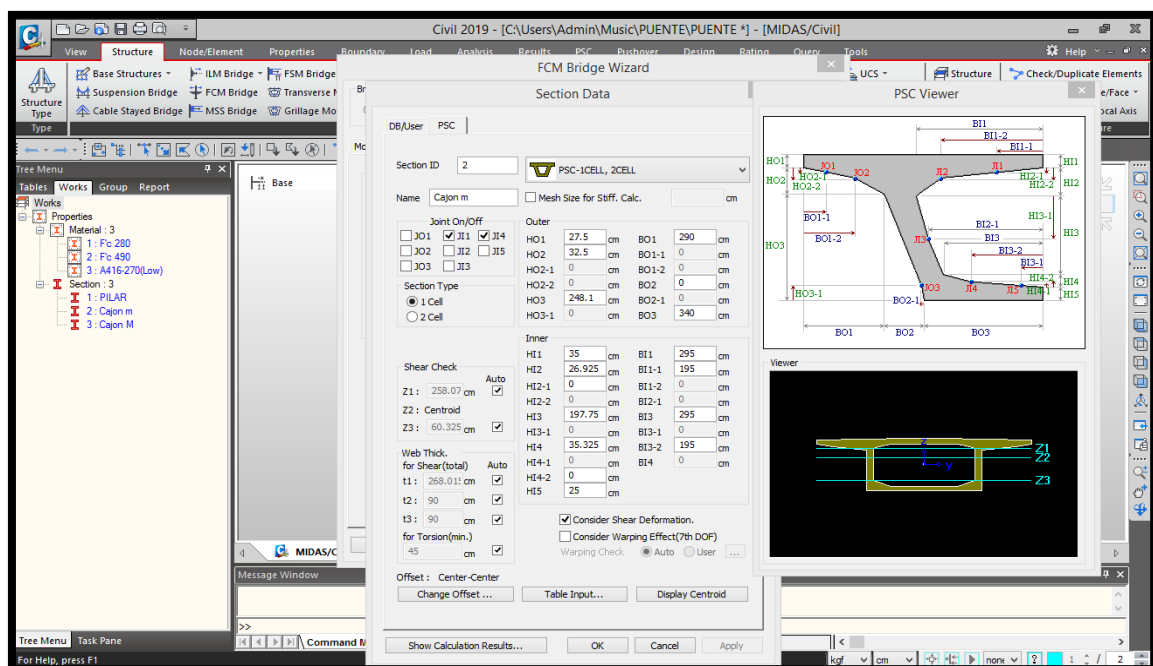 Civil 2019 - [C:\Users\Admin\Music\PUENTE\PUENTE *] - [MIDAS/Civil]
View Structure Node/Element Properties Boundary Load Analysis Results PSC Pushover Design Rating Query Tools Help
Base Structures ILM Bridge FSM Bridge UCS Structure Check/Duplicate Elements
Suspension Bridge FCM Bridge Transverse e/Face
Cable Stayed Bridge MSS Bridge Grillage Mo ocal Axis
Structure
Type
Type
FCM Bridge Wizard
Tree Menu
Tables Works Group Report
Works
Properties
Material : 3
1 : F'c 280
2 : F'c 490
3 : A416-270(Low)
Section : 3
1 : PILAR
2 : Cajon m
3 : Cajon M
Base
Section Data
DB/User PSC
Section ID 2 PSC-1CELL, 2CELL
Name Cajon m Mesh Size for Stiff. Calc. cm
Joint On/Off
JO1 JI1 JI4
JO2 JI2 JI5
JO3 JI3
Section Type
1 Cell
2 Cell
Outer
HO1 27.5 cm BO1 290 cm
HO2 32.5 cm BO1-1 0 cm
HO2-1 0 cm BO1-2 0 cm
HO2-2 0 cm BO2 0 cm
HO3 248.1 cm BO2-1 0 cm
HO3-1 0 cm BO3 340 cm
Inner
HI1 35 cm BI1 295 cm
HI2 26.925 cm BI1-1 195 cm
HI2-1 0 cm BI1-2 0 cm
HI2-2 0 cm BI2-1 0 cm
HI3 197.75 cm BI3 295 cm
HI3-1 0 cm BI3-1 0 cm
HI4 35.325 cm BI3-2 195 cm
HI4-1 0 cm BI4 0 cm
HI4-2 0 cm
HI5 25 cm
Shear Check
Auto
Z1 : 258.07 cm
Z2 : Centroid
Z3 : 60.325 cm
Web Thick.
for Shear(total) Auto
t1 : 268.01 cm
t2 : 90 cm
t3 : 90 cm
for Torsion(min.)
45 cm
Consider Shear Deformation.
Consider Warping Effect(7th DOF)
Warping Check Auto User ...
Offset : Center-Center
Change Offset ... Table Input... Display Centroid
Show Calculation Results... OK Cancel Apply
PSC Viewer
BI1
BI1-2
BI1-1
HO1 JO1 JI1 HI1
HO2 HO2-1 JO2 JI2 HI2-1 HI2
HO2-2 HI2-2
BO1-1 BI2-1 HI3-1
BO1-2 JI3 BI3 HI3
HO3 BI3-2
BI3-1
HI4-2 HI4
HO3-1 JO3 JI4 JI5 HI4-1 HI5
BO2-1
BO1 BO2 BO3
Viewer
Z1
Z2
Z3
z
y
MIDAS/C
Message Window
>>
Command M
Tree Menu Task Pane
For Help, press F1
kgf cm none 1 / 2